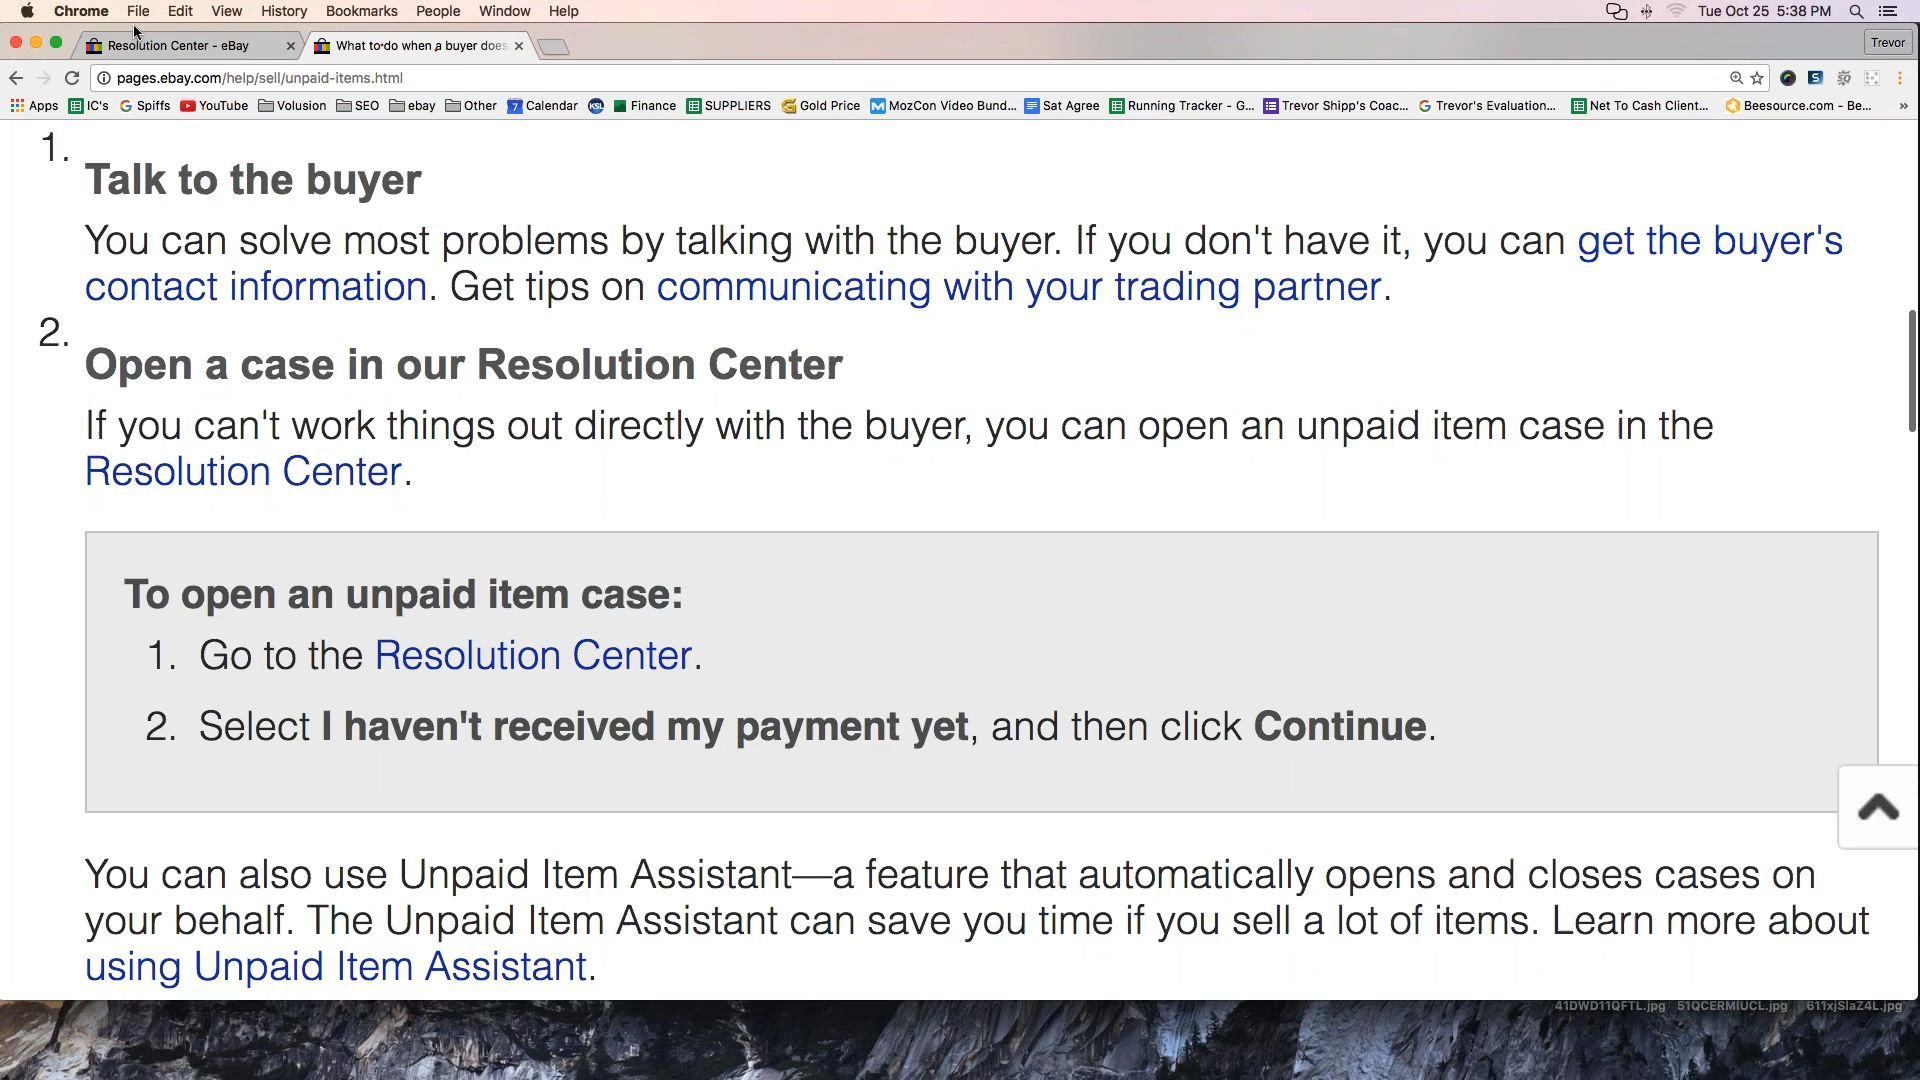 Chrome File Edit View History Bookmarks People Window Help Tue Oct 25 5:38 PM
Resolution Center - eBay What to do when a buyer does Trevor
pages.ebay.com/help/sell/unpaid-items.html
Apps IC's Spiffs YouTube Volusion SEO ebay Other 7 Calendar KSL Finance SUPPLIERS Gold Price MozCon Video Bund... Sat Agree Running Tracker - G... Trevor Shipp's Coac... Trevor's Evaluation... Net To Cash Client... Beesource.com - Be... »
1.
Talk to the buyer
You can solve most problems by talking with the buyer. If you don't have it, you can get the buyer's
contact information. Get tips on communicating with your trading partner.
2.
Open a case in our Resolution Center
If you can't work things out directly with the buyer, you can open an unpaid item case in the
Resolution Center.
To open an unpaid item case:
1. Go to the Resolution Center.
2. Select I haven't received my payment yet, and then click Continue.
You can also use Unpaid Item Assistant—a feature that automatically opens and closes cases on
your behalf. The Unpaid Item Assistant can save you time if you sell a lot of items. Learn more about
using Unpaid Item Assistant.
41DWD11QFTL.jpg 51QCERMIUCL.jpg 611xjSlaZ4L.jpg